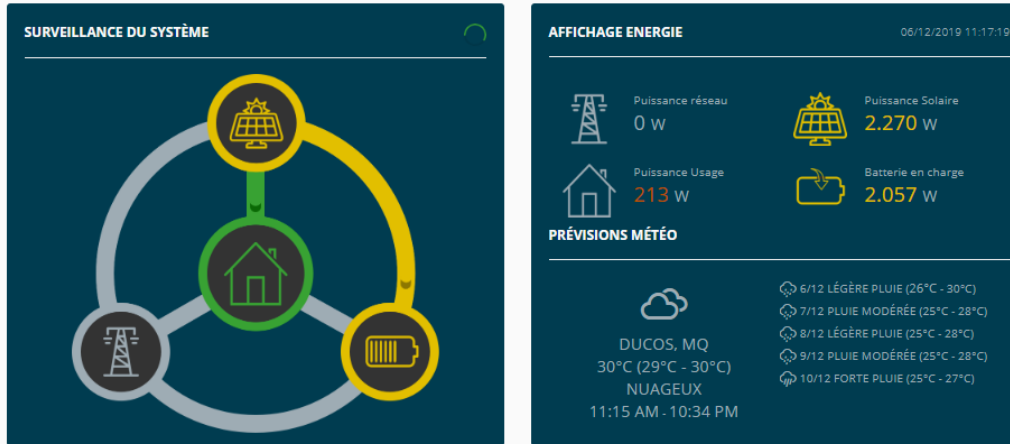 SURVEILLANCE DU SYSTÈME
AFFICHAGE ENERGIE
06/12/2019 11:17:19
Puissance réseau
0 W
Puissance Solaire
2.270 W
Puissance Usage
213 W
Batterie en charge
2.057 W
PRÉVISIONS MÉTÉO
DUCOS, MQ
30°C (29°C - 30°C)
NUAGEUX
11:15 AM - 10:34 PM
6/12 LÉGÈRE PLUIE (26°C - 30°C)
7/12 PLUIE MODÉRÉE (25°C - 28°C)
8/12 LÉGÈRE PLUIE (25°C - 28°C)
9/12 PLUIE MODÉRÉE (25°C - 28°C)
10/12 FORTE PLUIE (25°C - 27°C)